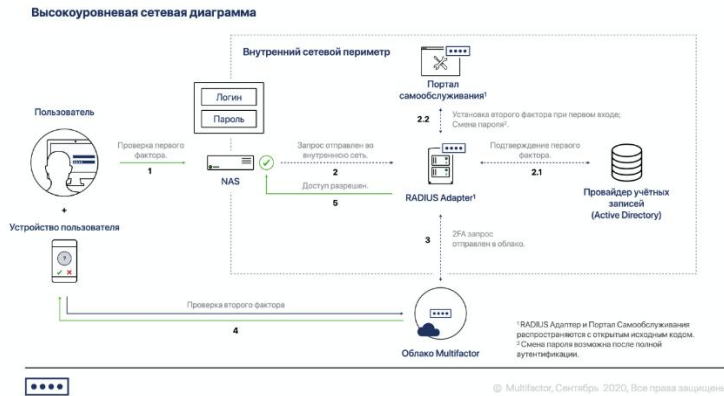 Высокоуровневая сетевая диаграмма
Внутренний сетевой периметр
Логин
Пароль
Портал
самообслуживания¹
Пользователь
2.2
Установка второго фактора при первом входе;
Смена пароля².
Проверка первого
фактора.
1
Запрос отправлен во
внутреннюю сеть.
2
Подтверждение первого
фактора.
2.1
NAS
Доступ разрешен.
5
RADIUS Adapter¹
Провайдер учётных
записей
(Active Directory)
+
Устройство пользователя
?
3
2FA запрос
отправлен в облако.
Проверка второго фактора
4
Облако Multifactor
¹ RADIUS Адаптер и Портал Самообслуживания
распространяются с открытым исходным кодом.
² Смена пароля возможна после полной
аутентификации.
© Multifactor, Сентябрь 2020, Все права защищены